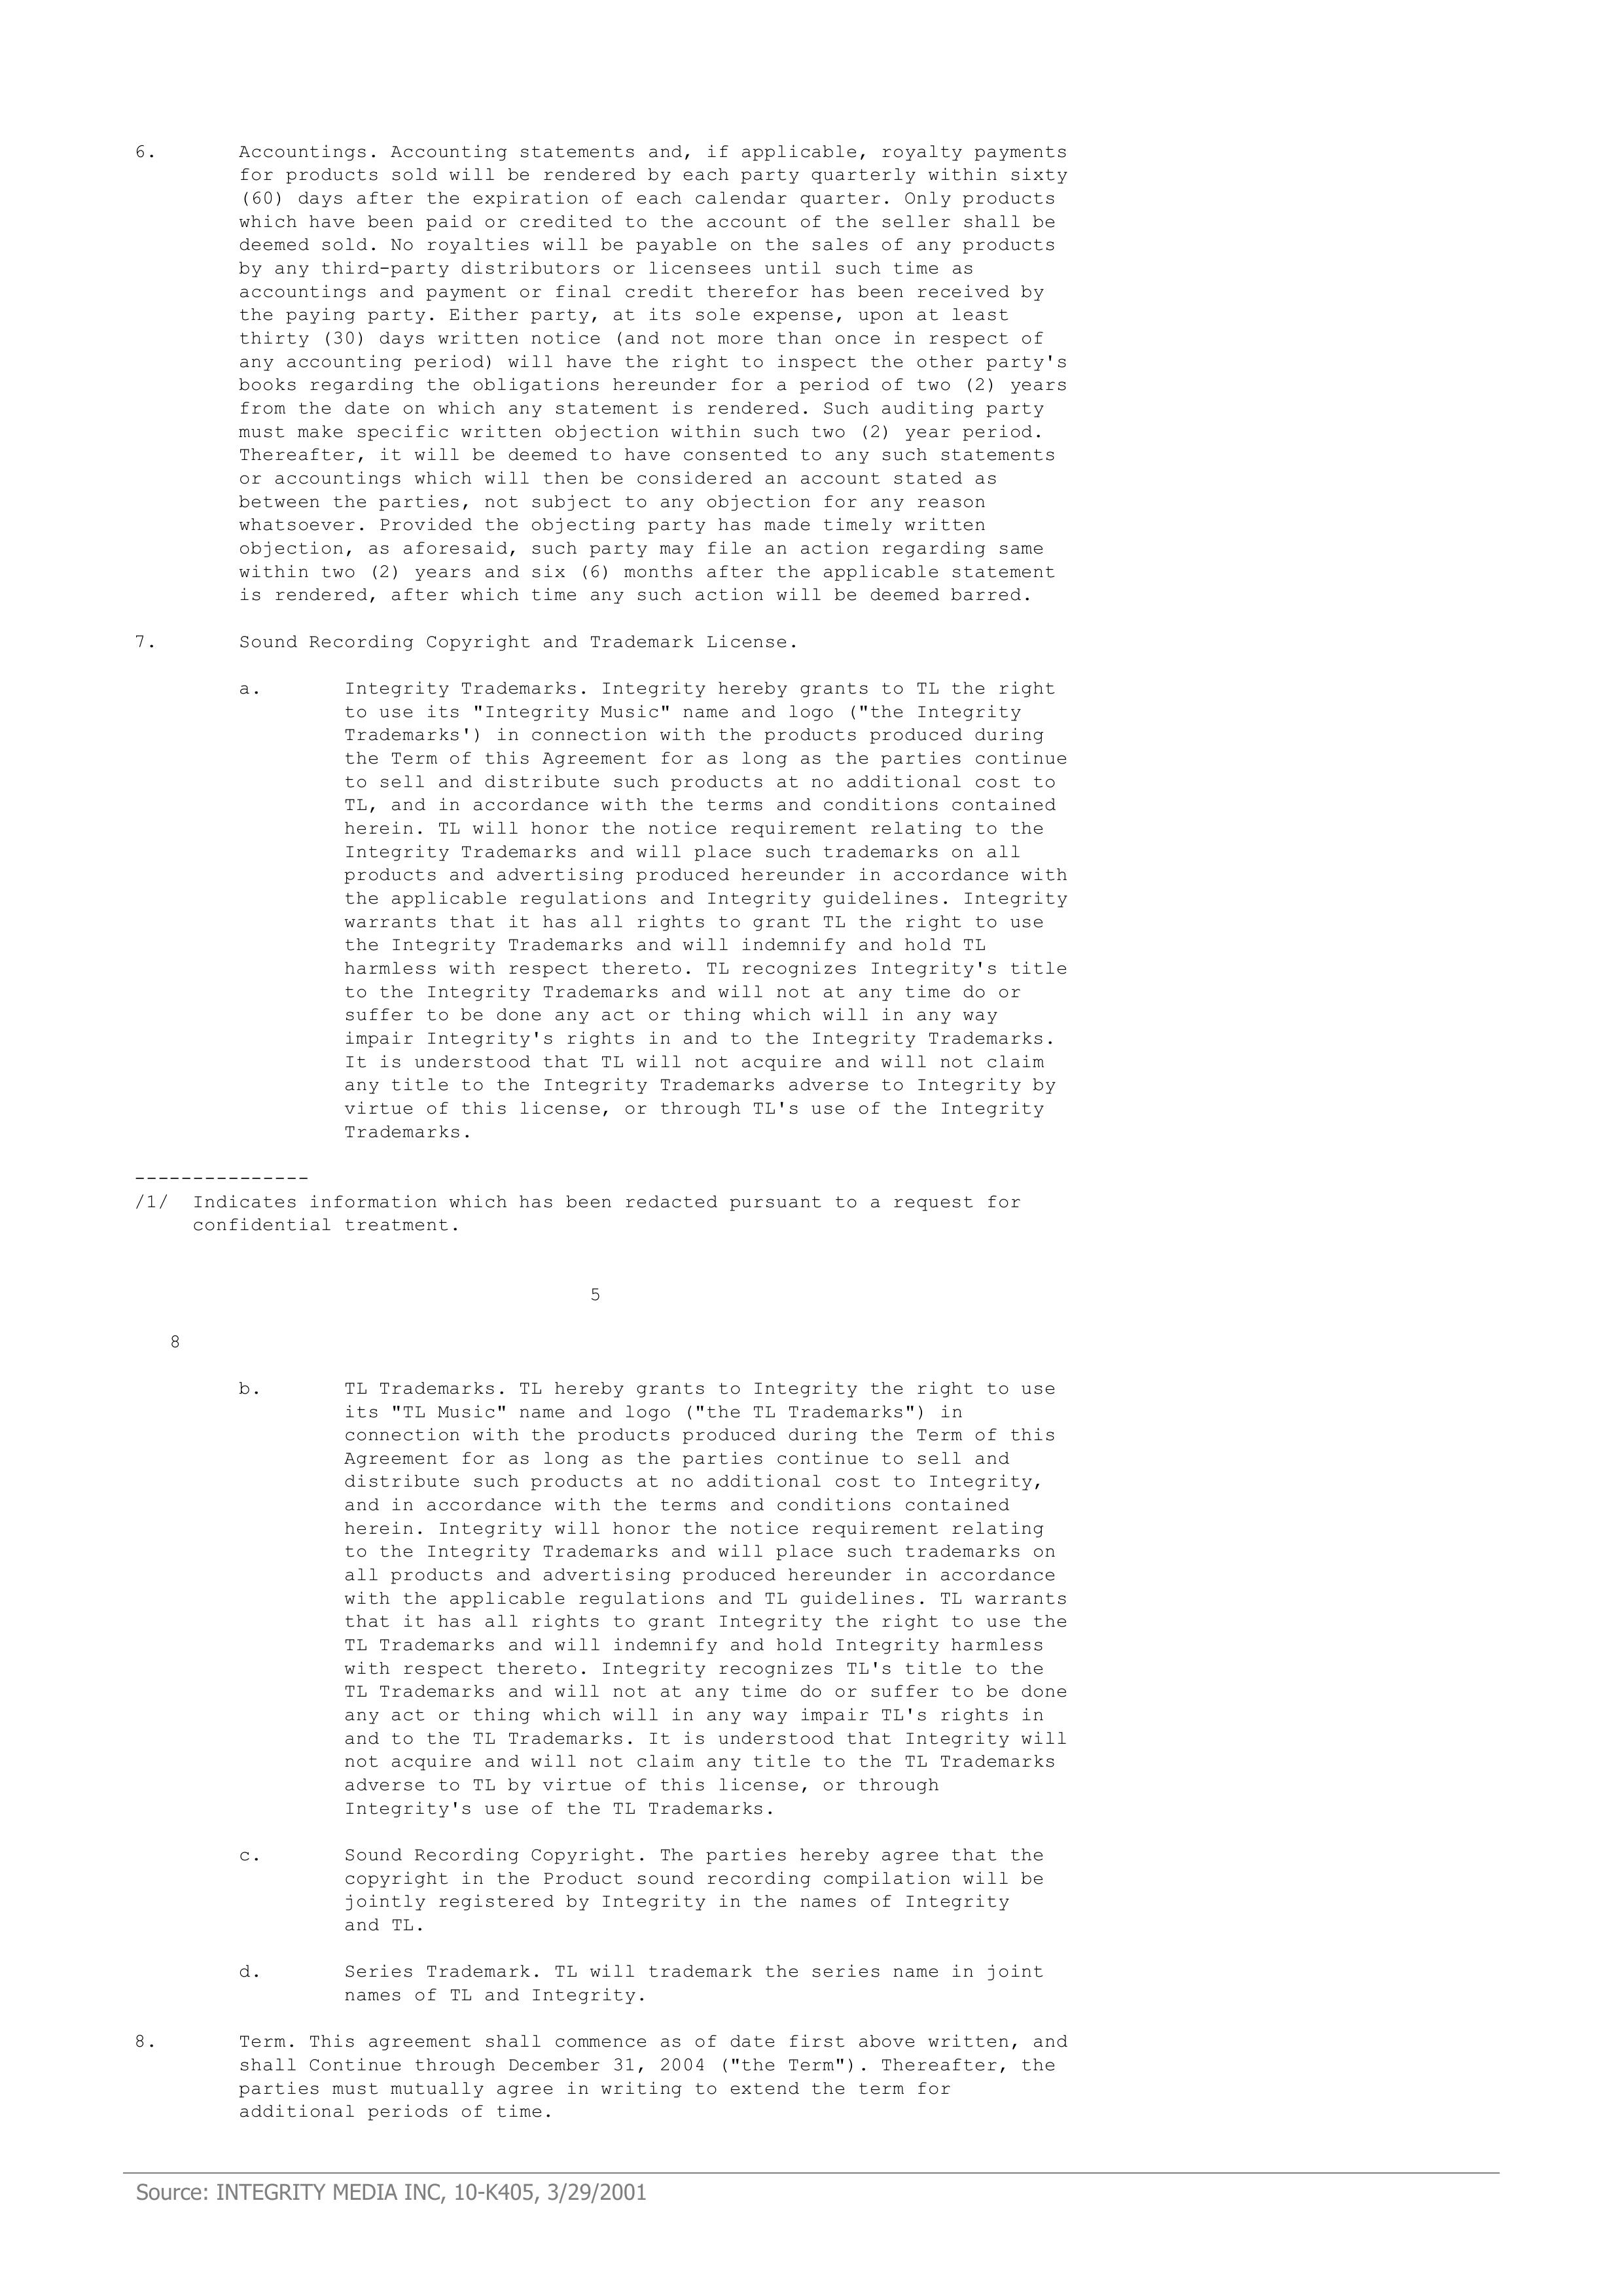 6. Accountings. Accounting statements and, if applicable, royalty payments
for products sold will be rendered by each party quarterly within sixty
(60) days after the expiration of each calendar quarter. Only products
which have been paid or credited to the account of the seller shall be
deemed sold. No royalties will be payable on the sales of any products
by any third-party distributors or licensees until such time as
accountings and payment or final credit therefor has been received by
the paying party. Either party, at its sole expense, upon at least
thirty (30) days written notice (and not more than once in respect of
any accounting period) will have the right to inspect the other party's
books regarding the obligations hereunder for a period of two (2) years
from the date on which any statement is rendered. Such auditing party
must make specific written objection within such two (2) year period.
Thereafter, it will be deemed to have consented to any such statements
or accountings which will then be considered an account stated as
between the parties, not subject to any objection for any reason
whatsoever. Provided the objecting party has made timely written
objection, as aforesaid, such party may file an action regarding same
within two (2) years and six (6) months after the applicable statement
is rendered, after which time any such action will be deemed barred.
7. Sound Recording Copyright and Trademark License.
a. Integrity Trademarks. Integrity hereby grants to TL the right
to use its "Integrity Music" name and logo ("the Integrity
Trademarks') in connection with the products produced during
the Term of this Agreement for as long as the parties continue
to sell and distribute such products at no additional cost to
TL, and in accordance with the terms and conditions contained
herein. TL will honor the notice requirement relating to the
Integrity Trademarks and will place such trademarks on all
products and advertising produced hereunder in accordance with
the applicable regulations and Integrity guidelines. Integrity
warrants that it has all rights to grant TL the right to use
the Integrity Trademarks and will indemnify and hold TL
harmless with respect thereto. TL recognizes Integrity's title
to the Integrity Trademarks and will not at any time do or
suffer to be done any act or thing which will in any way
impair Integrity's rights in and to the Integrity Trademarks.
It is understood that TL will not acquire and will not claim
any title to the Integrity Trademarks adverse to Integrity by
virtue of this license, or through TL's use of the Integrity
Trademarks.
---------------
/1/ Indicates information which has been redacted pursuant to a request for
confidential treatment.
5
8
b. TL Trademarks. TL hereby grants to Integrity the right to use
its "TL Music" name and logo ("the TL Trademarks") in
connection with the products produced during the Term of this
Agreement for as long as the parties continue to sell and
distribute such products at no additional cost to Integrity,
and in accordance with the terms and conditions contained
herein. Integrity will honor the notice requirement relating
to the Integrity Trademarks and will place such trademarks on
all products and advertising produced hereunder in accordance
with the applicable regulations and TL guidelines. TL warrants
that it has all rights to grant Integrity the right to use the
TL Trademarks and will indemnify and hold Integrity harmless
with respect thereto. Integrity recognizes TL's title to the
TL Trademarks and will not at any time do or suffer to be done
any act or thing which will in any way impair TL's rights in
and to the TL Trademarks. It is understood that Integrity will
not acquire and will not claim any title to the TL Trademarks
adverse to TL by virtue of this license, or through
Integrity's use of the TL Trademarks.
c. Sound Recording Copyright. The parties hereby agree that the
copyright in the Product sound recording compilation will be
jointly registered by Integrity in the names of Integrity
and TL.
d. Series Trademark. TL will trademark the series name in joint
names of TL and Integrity.
8. Term. This agreement shall commence as of date first above written, and
shall Continue through December 31, 2004 ("the Term"). Thereafter, the
parties must mutually agree in writing to extend the term for
additional periods of time.
Source: INTEGRITY MEDIA INC, 10-K405, 3/29/2001